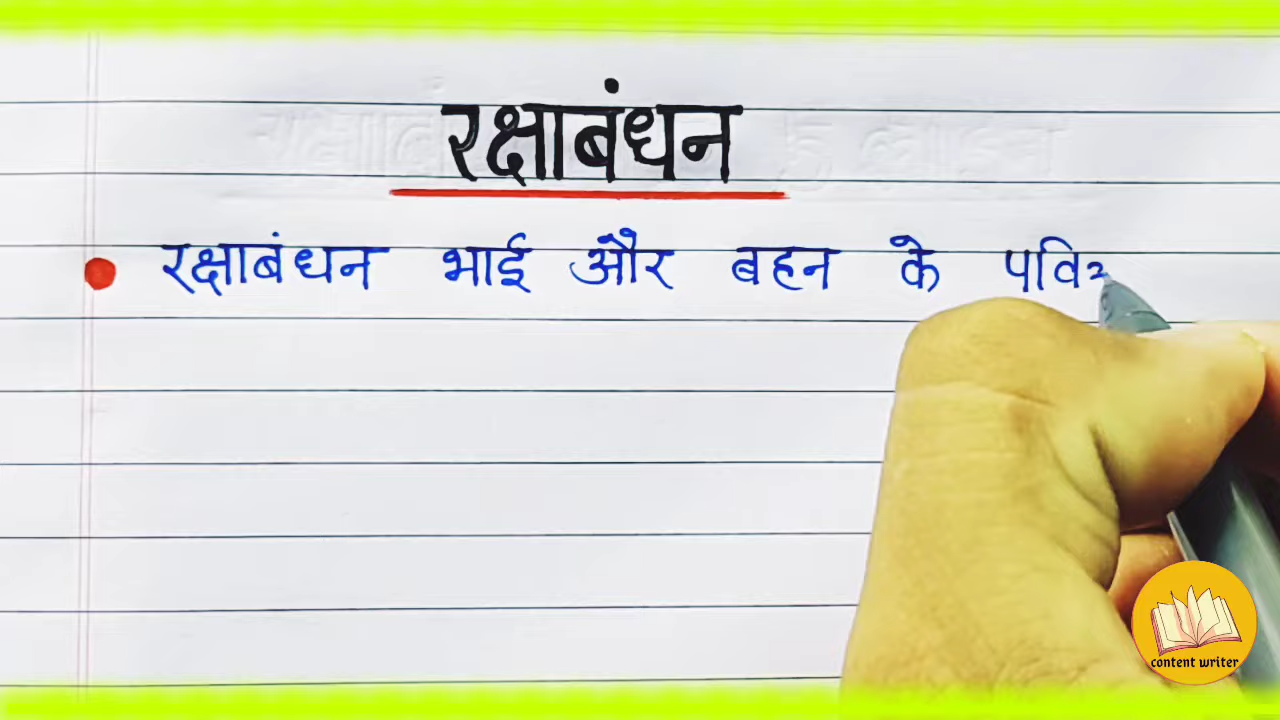 रक्षाबंधन
रक्षाबंधन भाई और बहन के
content writer